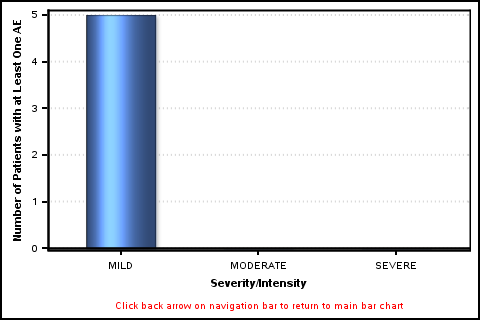 Number of Patients with at Least One AE
5
4
3
2
1
0
MILD MODERATE SEVERE
Severity/Intensity
Click back arrow on navigation bar to return to main bar chart